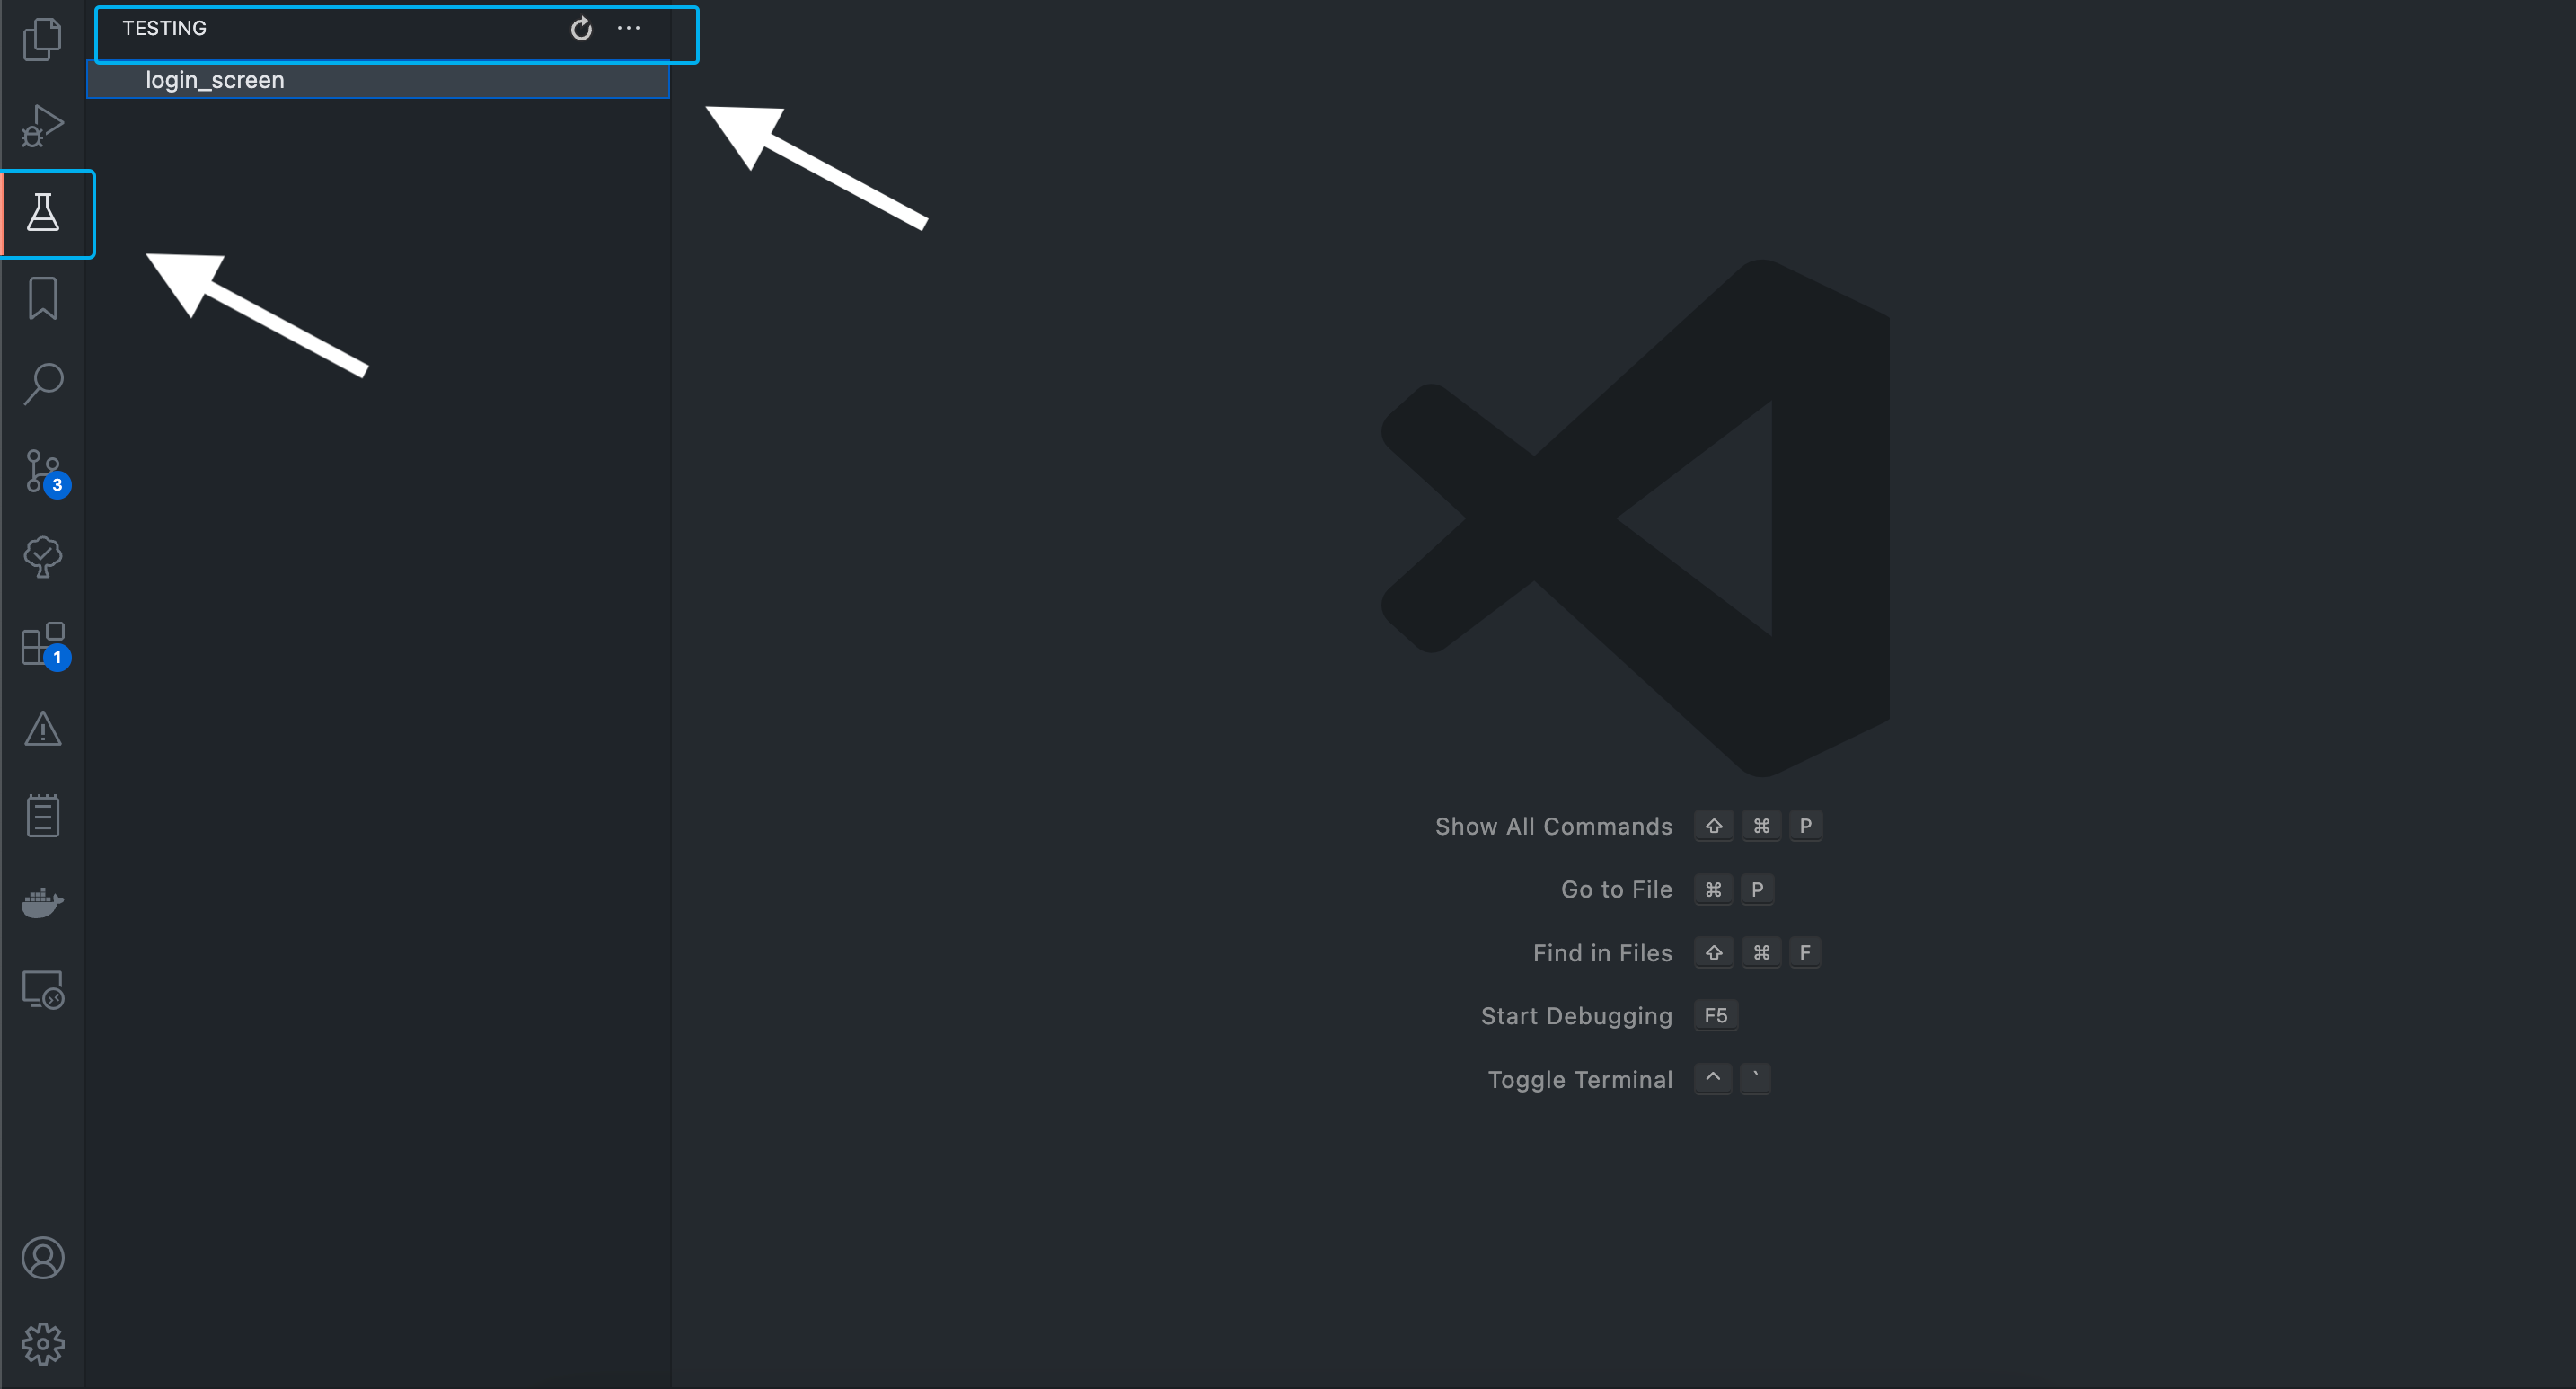 TESTING
login_screen
3
1
Show All Commands ⇧ ⌘ P
Go to File ⌘ P
Find in Files ⇧ ⌘ F
Start Debugging F5
Toggle Terminal ^ `